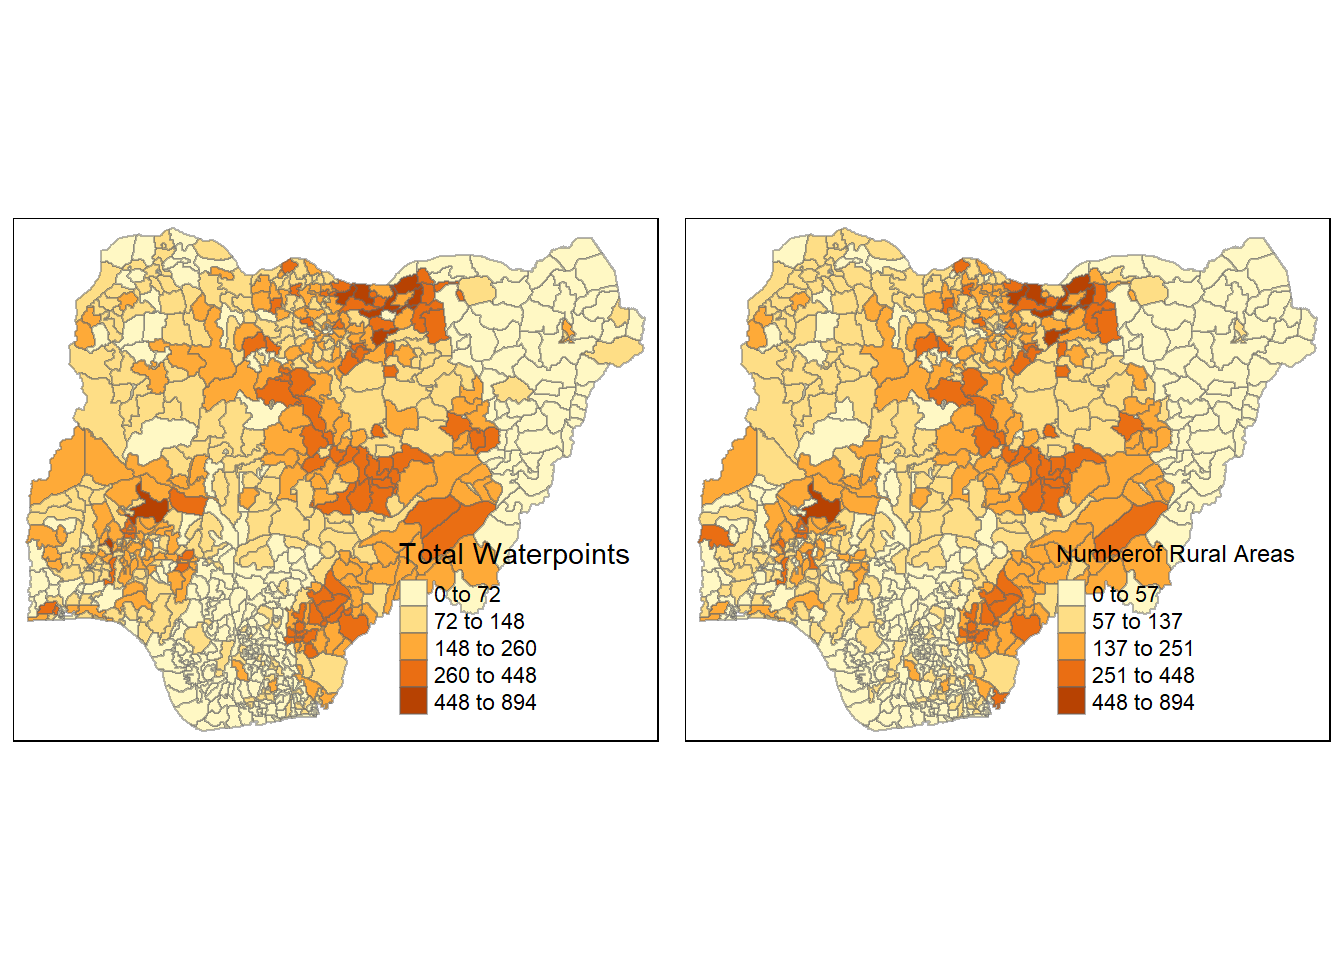 Total Waterpoints
0 to 72
72 to 148
148 to 260
260 to 448
448 to 894
Numberof Rural Areas
0 to 57
57 to 137
137 to 251
251 to 448
448 to 894